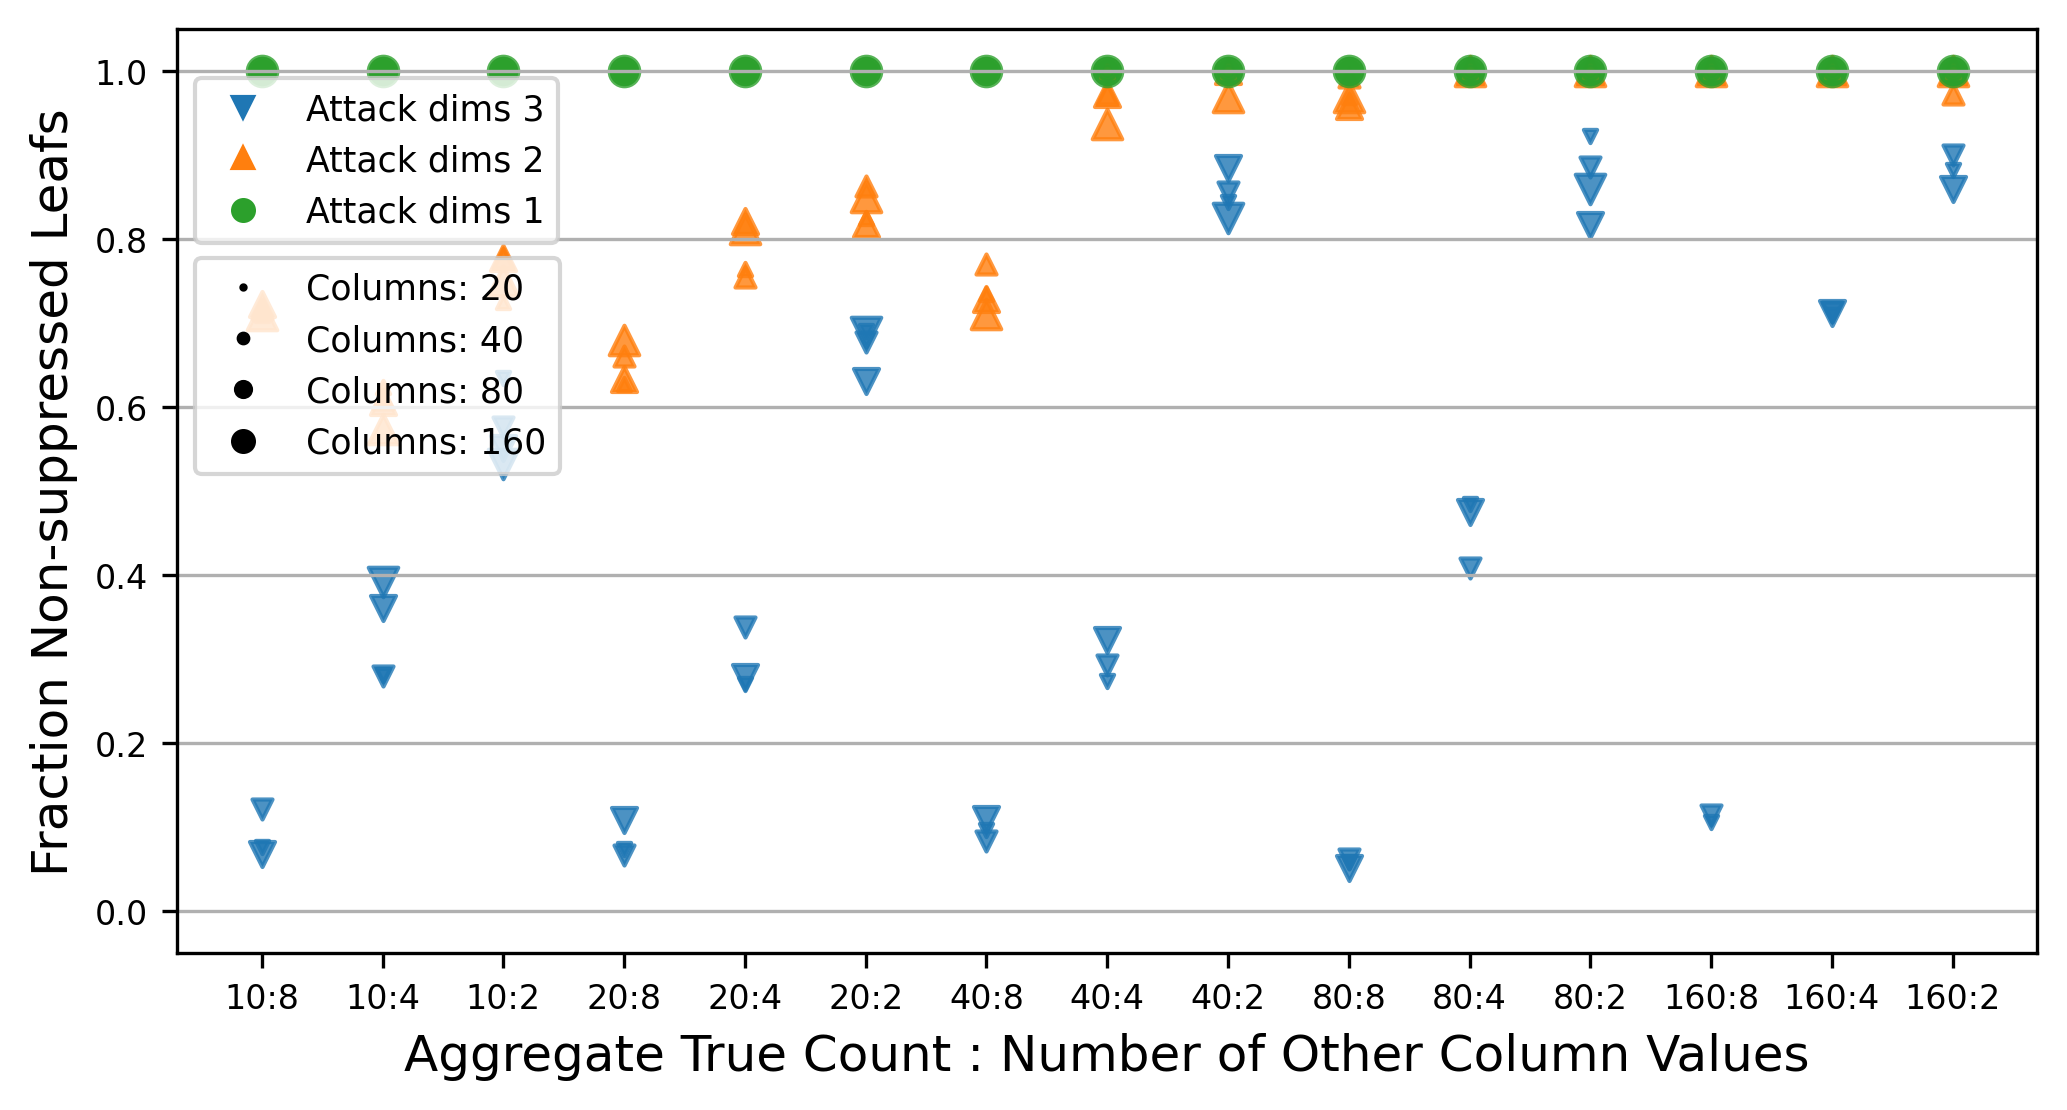 Fraction Non-suppressed Leafs
1.0
0.8
0.6
0.4
0.2
0.0
Attack dims 3
Attack dims 2
Attack dims 1
Columns: 20
Columns: 40
Columns: 80
Columns: 160
10:8 10:4 10:2 20:8 20:4 20:2 40:8 40:4 40:2 80:8 80:4 80:2 160:8 160:4 160:2
Aggregate True Count : Number of Other Column Values